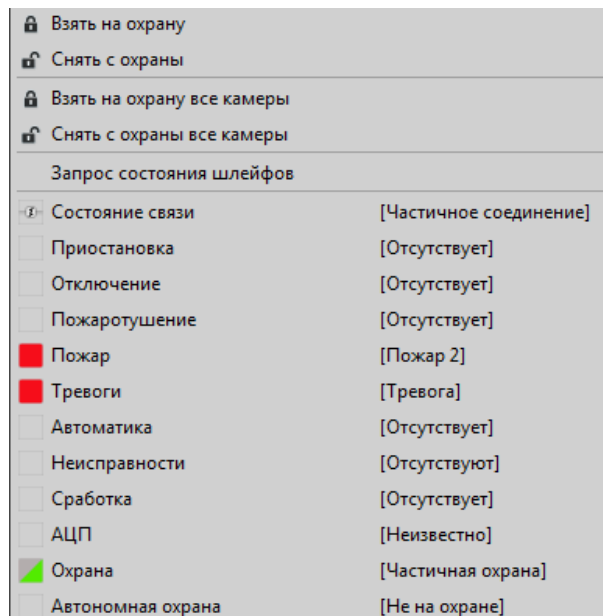 Взять на охрану
Снять с охраны
Взять на охрану все камеры
Снять с охраны все камеры
Запрос состояния шлейфов
Состояние связи [Частичное соединение]
Приостановка [Отсутствует]
Отключение [Отсутствует]
Пожаротушение [Отсутствует]
Пожар [Пожар 2]
Тревоги [Тревога]
Автоматика [Отсутствует]
Неисправности [Отсутствуют]
Сработка [Отсутствует]
АЦП [Неизвестно]
Охрана [Частичная охрана]
Автономная охрана [Не на охране]